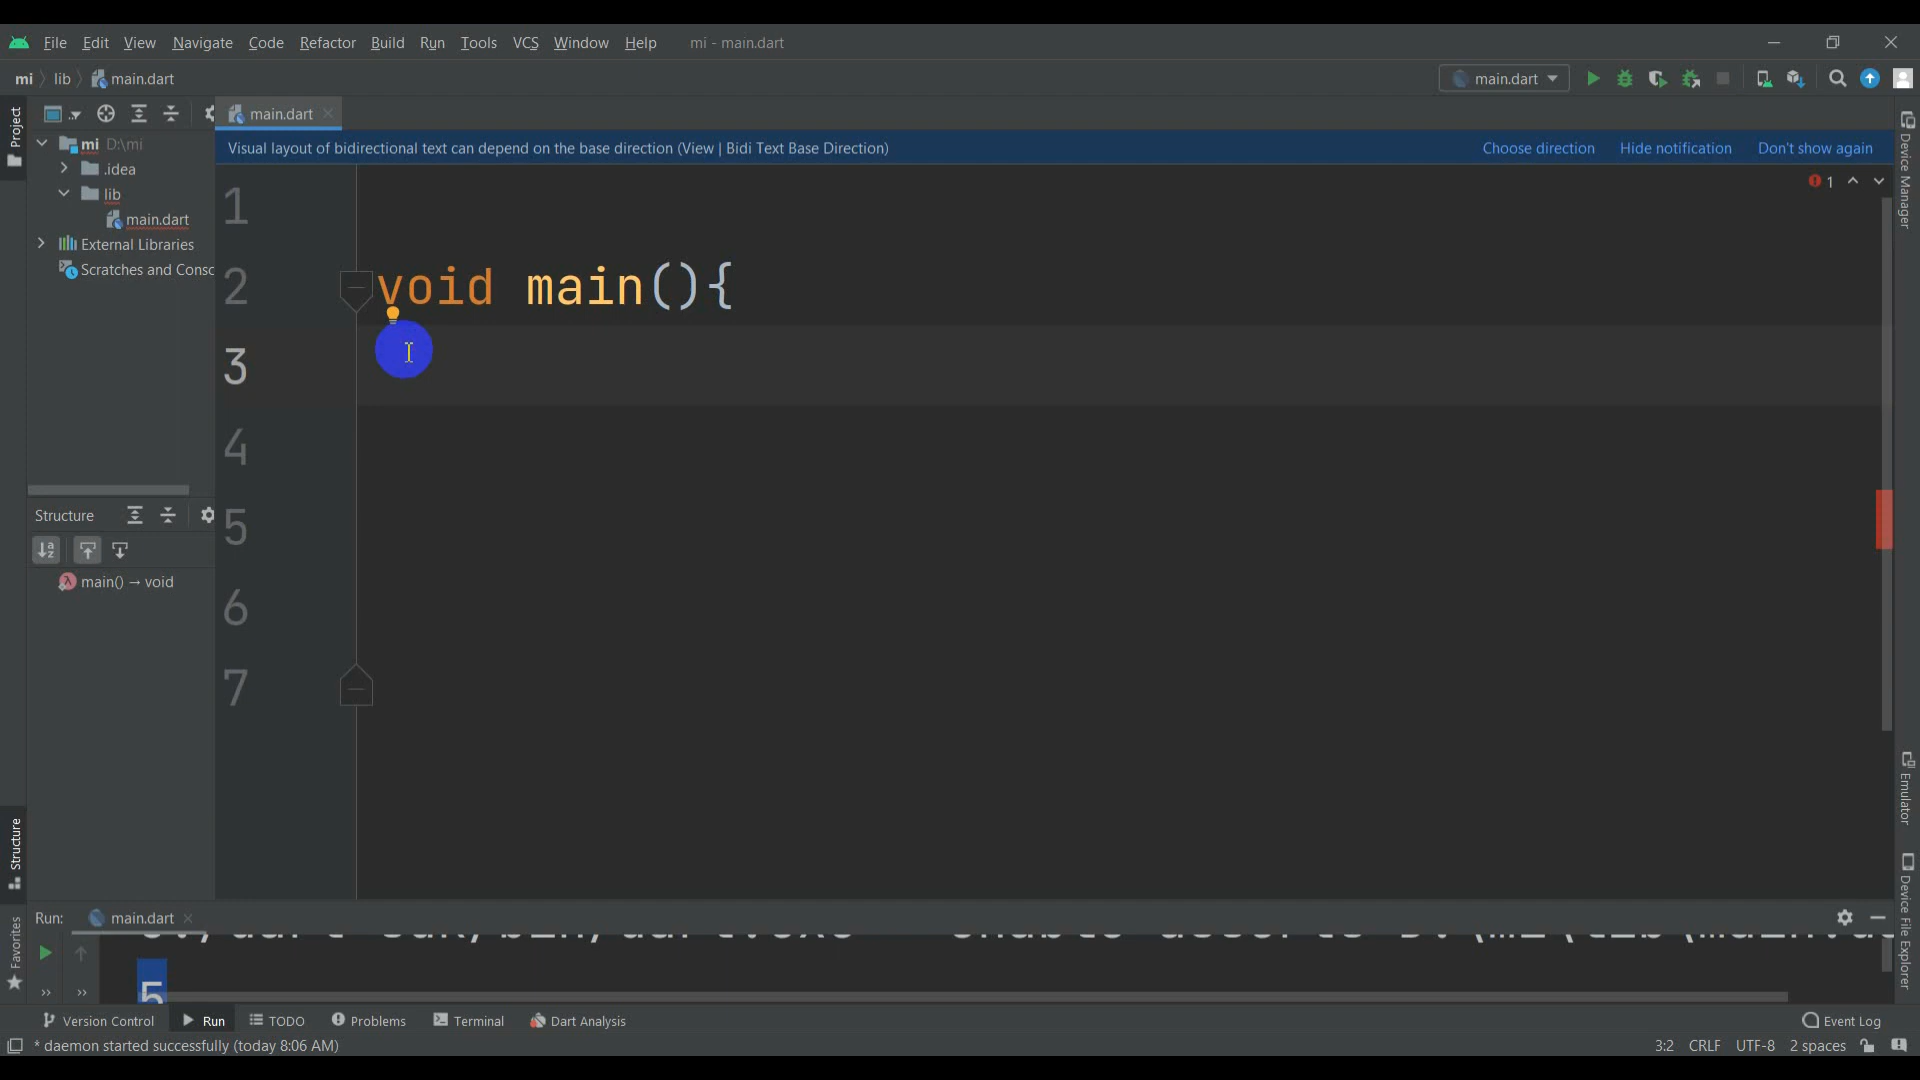 File Edit View Navigate Code Refactor Build Run Tools VCS Window Help mi - main.dart
mi lib main.dart
main.dart
Project
main.dart
Visual layout of bidirectional text can depend on the base direction (View | Bidi Text Base Direction)
Choose direction Hide notification Don't show again
mi D:\mi
.idea
lib
main.dart
External Libraries
Scratches and Consc
1
1
2 void main(){
3
4
5
6
7
Structure
main() → void
Device Manager
Emulator
Device File Explorer
Structure
Favorites
Run: main.dart
5
Version Control Run TODO Problems Terminal Dart Analysis Event Log
* daemon started successfully (today 8:06 AM)
3:2 CRLF UTF-8 2 spaces